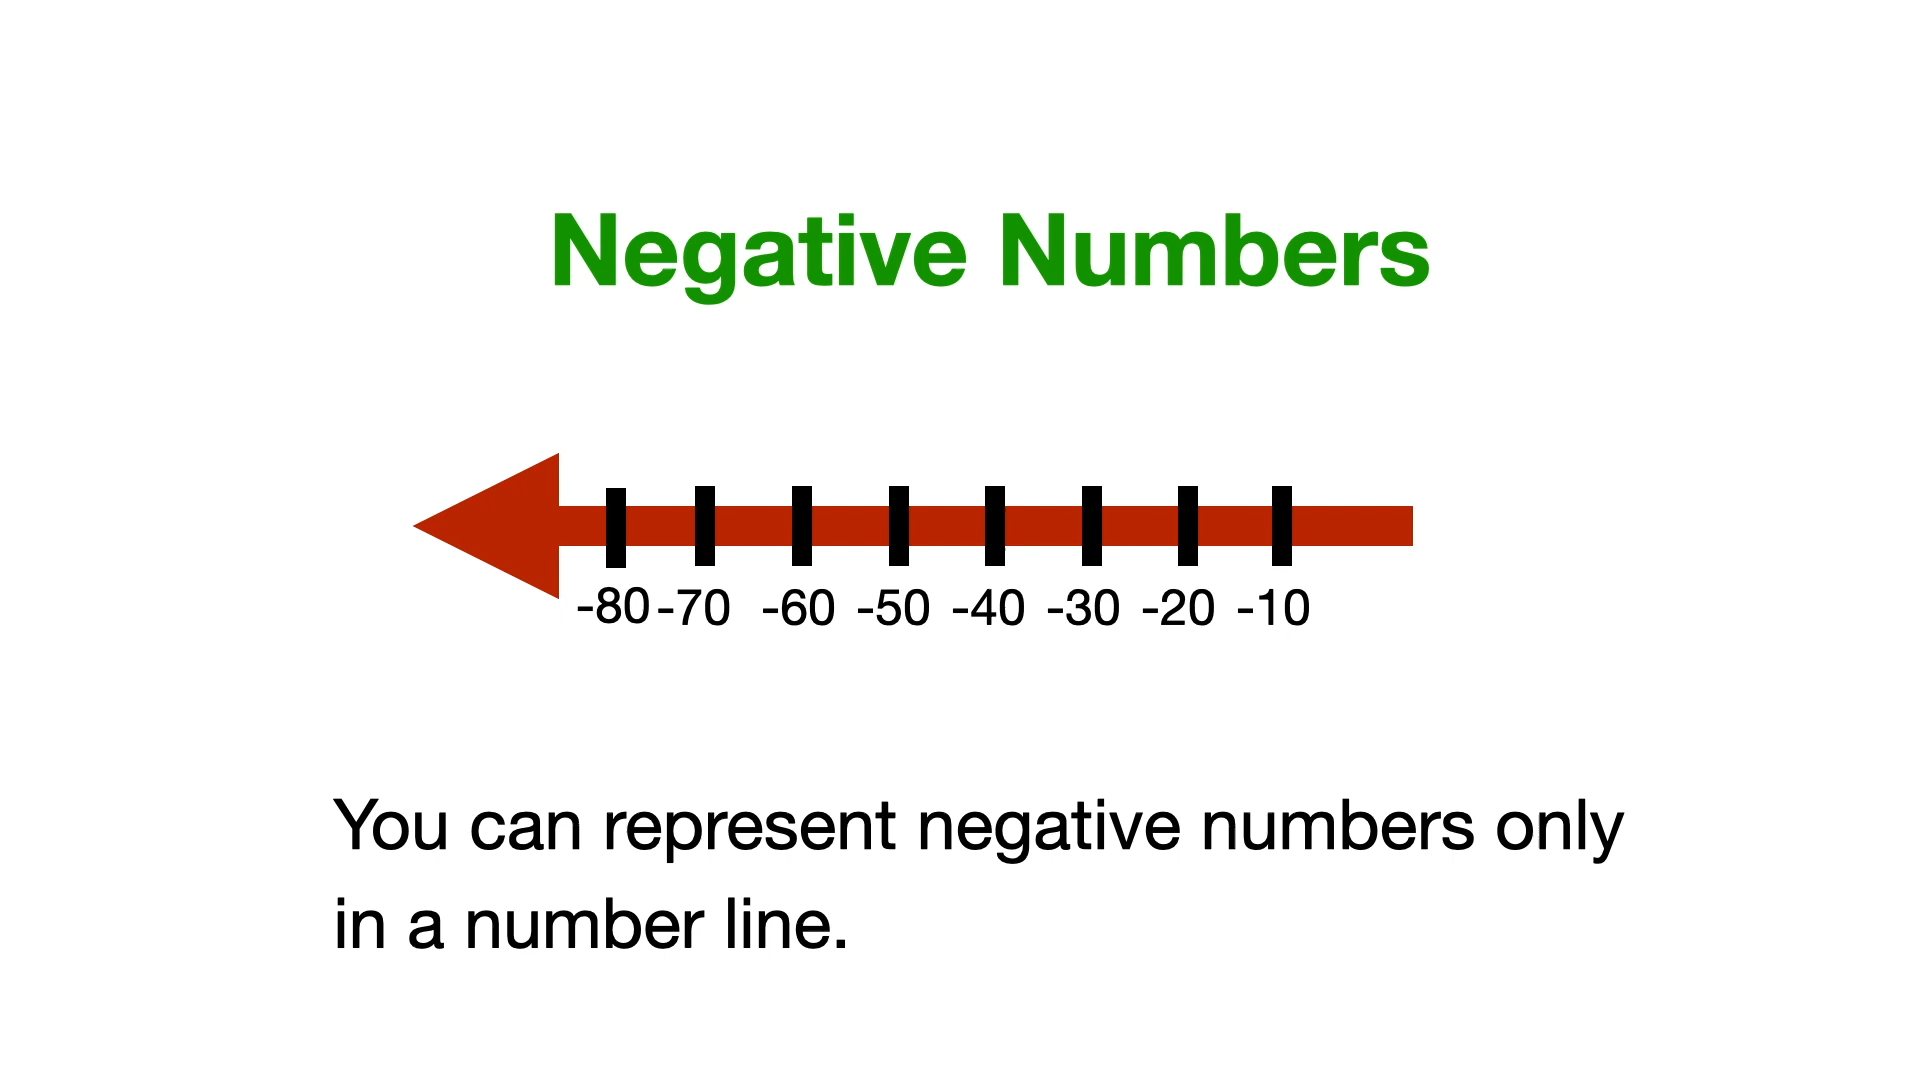 Negative Numbers
-80 -70 -60 -50 -40 -30 -20 -10
You can represent negative numbers only
in a number line.